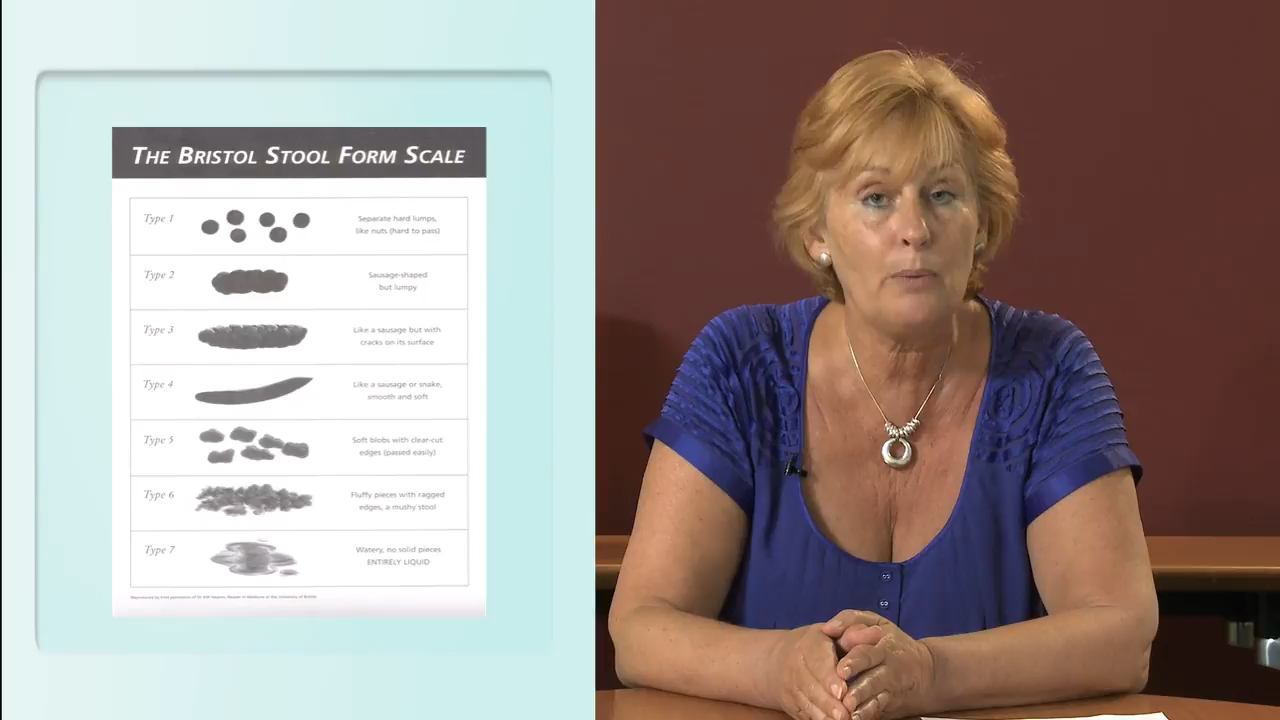 THE BRISTOL STOOL FORM SCALE
Type 1
Separate hard lumps,
like nuts (hard to pass)
Type 2
Sausage-shaped
but lumpy
Type 3
Like a sausage but with
cracks on its surface
Type 4
Like a sausage or snake,
smooth and soft
Type 5
Soft blobs with clear-cut
edges (passed easily)
Type 6
Fluffy pieces with ragged
edges, a mushy stool
Type 7
Watery, no solid pieces
ENTIRELY LIQUID